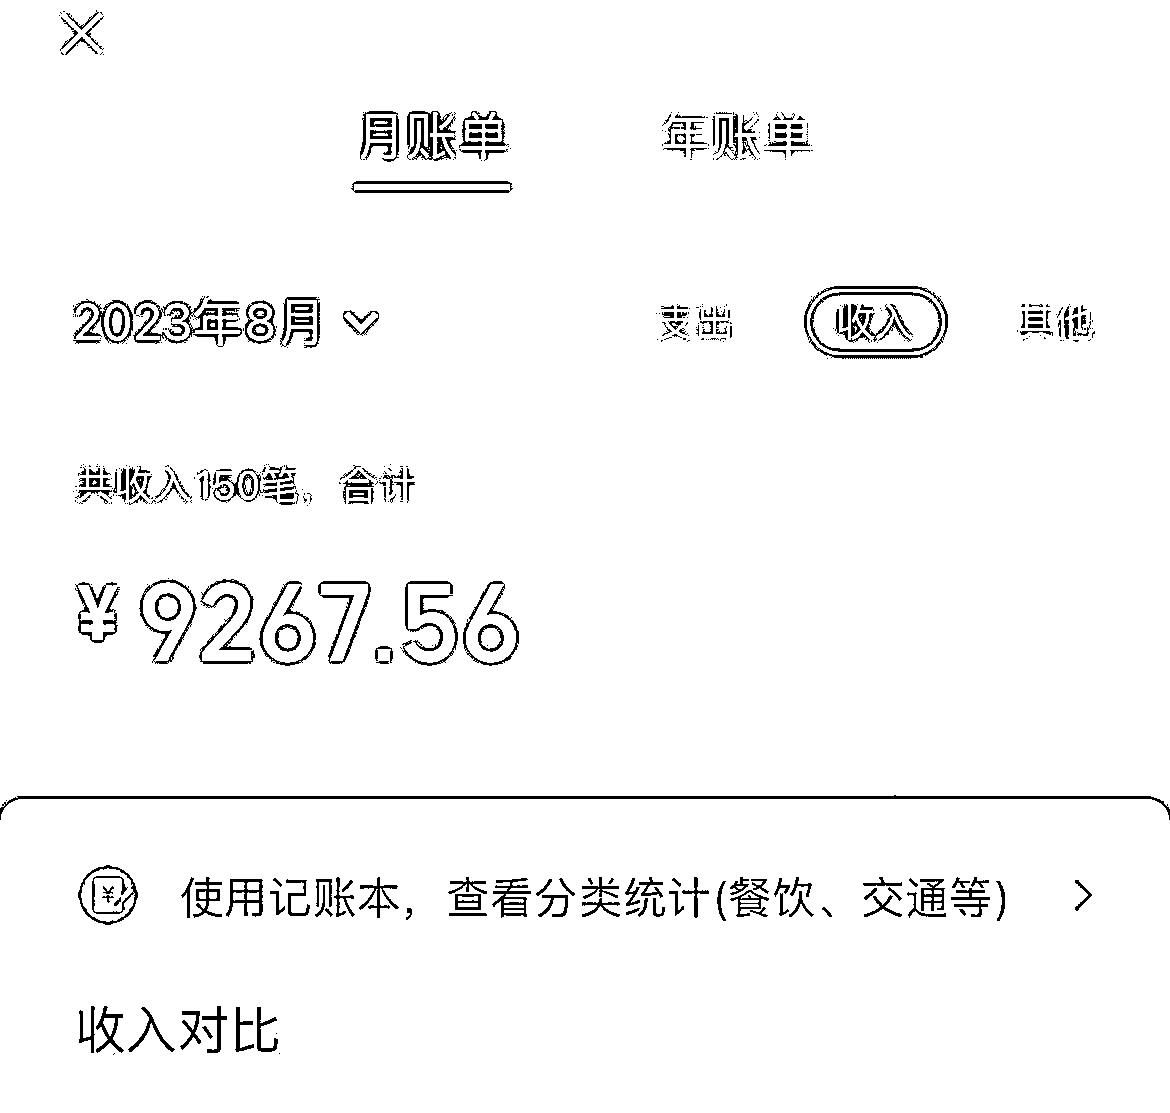 月账单 年账单
2023年8月 支出 收入 其他
共收入150笔，合计
¥9267.56
使用记账本，查看分类统计(餐饮、交通等)
收入对比